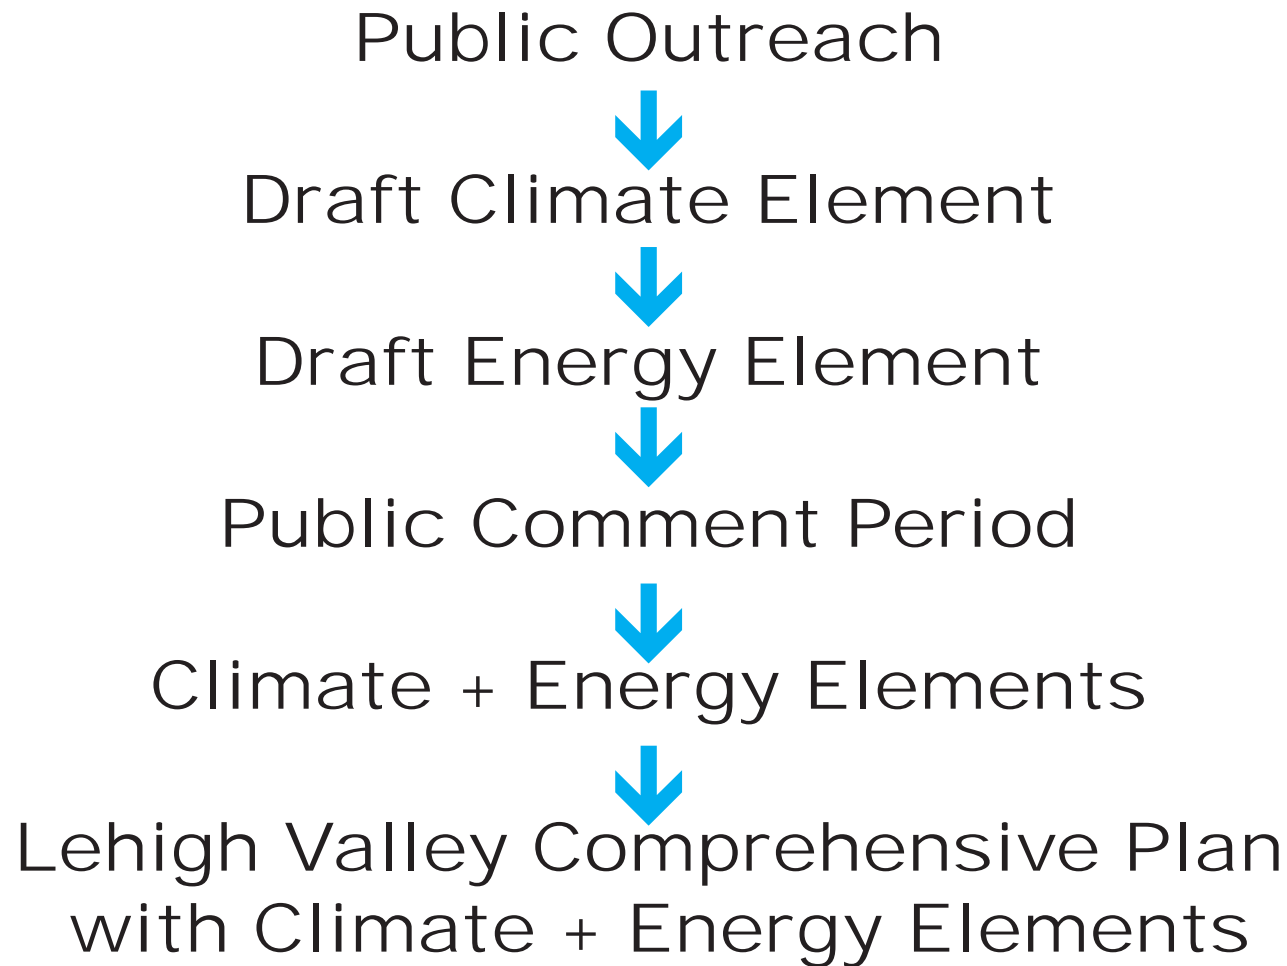 Public Outreach
Draft Climate Element
Draft Energy Element
Public Comment Period
Climate + Energy Elements
Lehigh Valley Comprehensive Plan
with Climate + Energy Elements